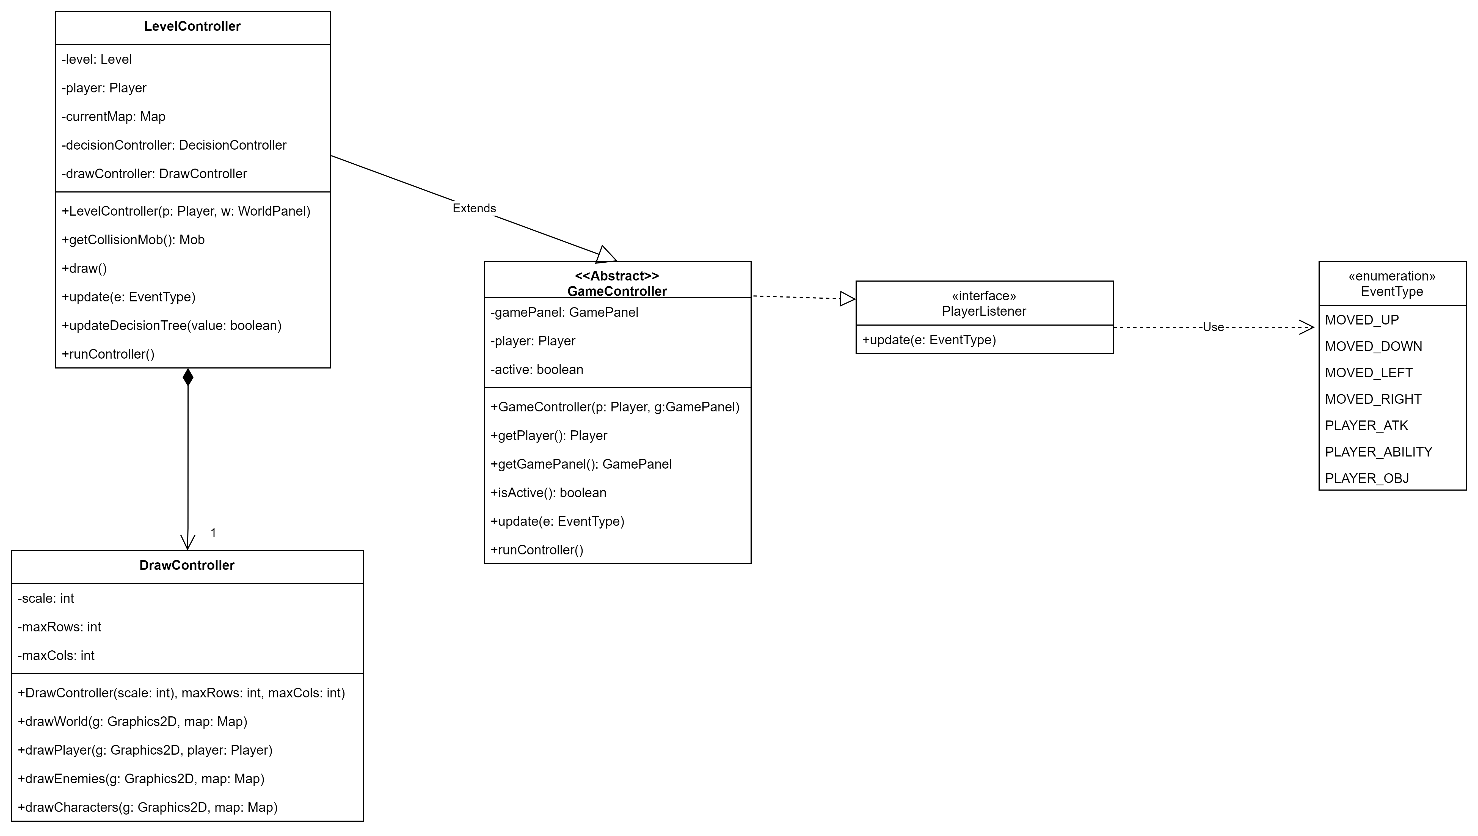 LevelController
-level: Level
-player: Player
-currentMap: Map
-decisionController: DecisionController
-drawController: DrawController
+LevelController(p: Player, w: WorldPanel)
+getCollisionMob(): Mob
+draw()
+update(e: EventType)
+updateDecisionTree(value: boolean)
+runController()
Extends
<<Abstract>>
GameController
-gamePanel: GamePanel
-player: Player
-active: boolean
+GameController(p: Player, g:GamePanel)
+getPlayer(): Player
+getGamePanel(): GamePanel
+isActive(): boolean
+update(e: EventType)
+runController()
«interface»
PlayerListener
+update(e: EventType)
Use
«enumeration»
EventType
MOVED_UP
MOVED_DOWN
MOVED_LEFT
MOVED_RIGHT
PLAYER_ATK
PLAYER_ABILITY
PLAYER_OBJ
1
DrawController
-scale: int
-maxRows: int
-maxCols: int
+DrawController(scale: int), maxRows: int, maxCols: int)
+drawWorld(g: Graphics2D, map: Map)
+drawPlayer(g: Graphics2D, player: Player)
+drawEnemies(g: Graphics2D, map: Map)
+drawCharacters(g: Graphics2D, map: Map)